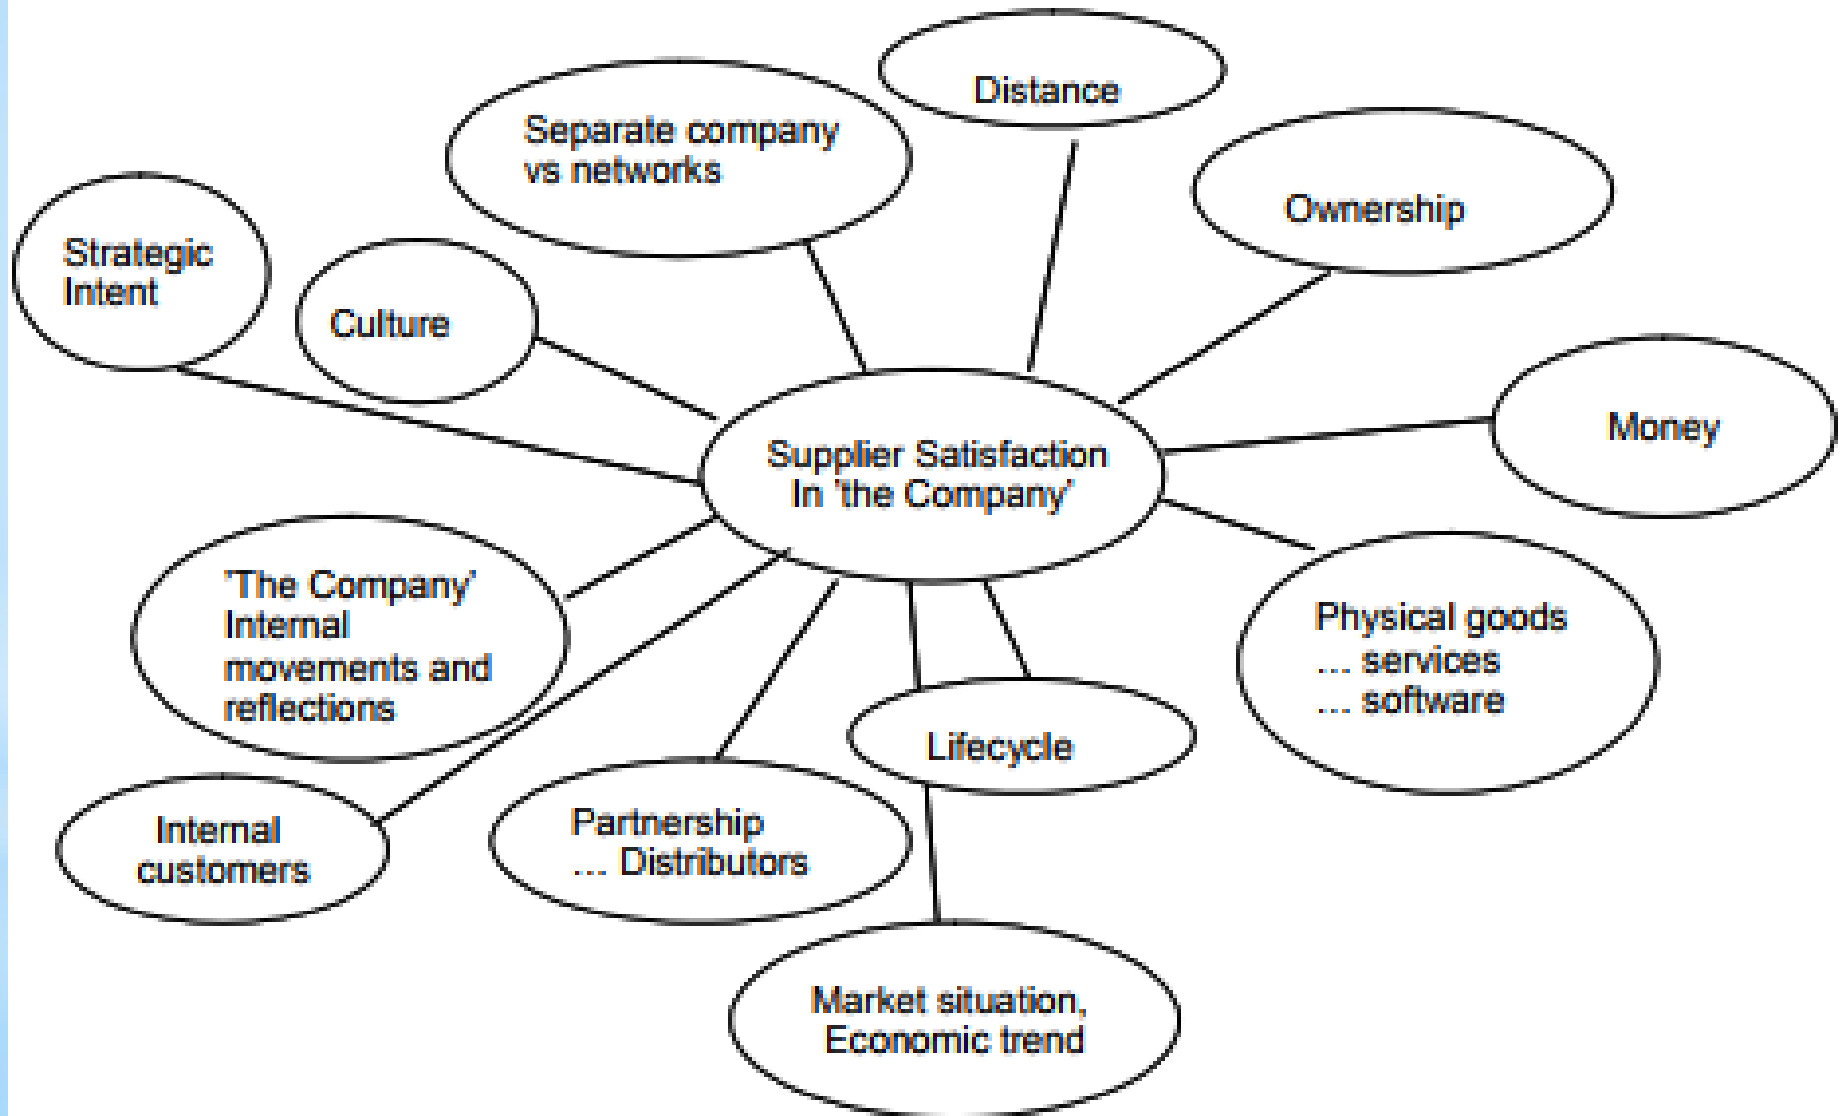 Distance
Separate company
vs networks
Ownership
Strategic
Intent
Culture
Money
Supplier Satisfaction
In 'the Company'
'The Company'
Internal
movements and
reflections
Physical goods
... services
... software
Lifecycle
Internal
customers
Partnership
... Distributors
Market situation,
Economic trend